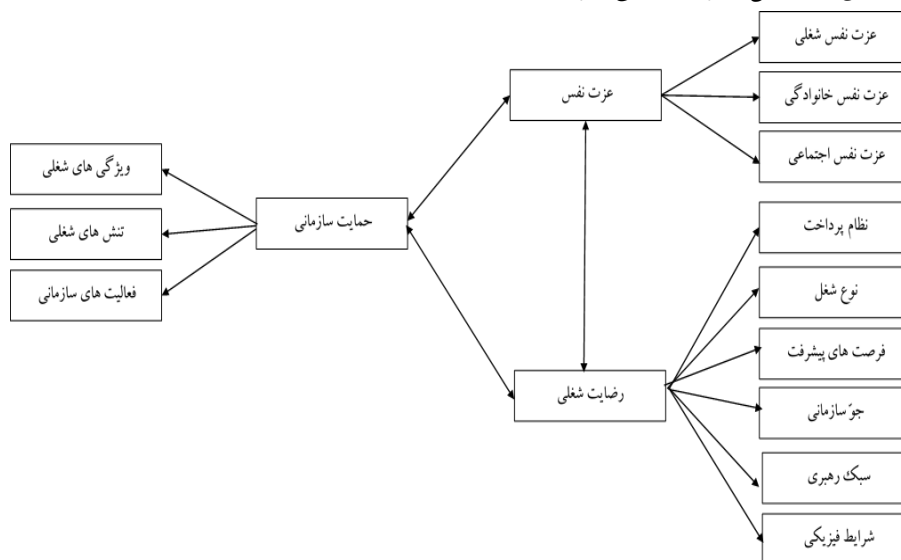 عزت نفس شغلی
عزت نفس خانوادگی
عزت نفس اجتماعی
عزت نفس
ویژگی های شغلی
تنش های شغلی
فعالیت های سازمانی
حمایت سازمانی
نظام پرداخت
نوع شغل
فرصت های پیشرفت
جوّ سازمانی
سبک رهبری
شرایط فیزیکی
رضایت شغلی